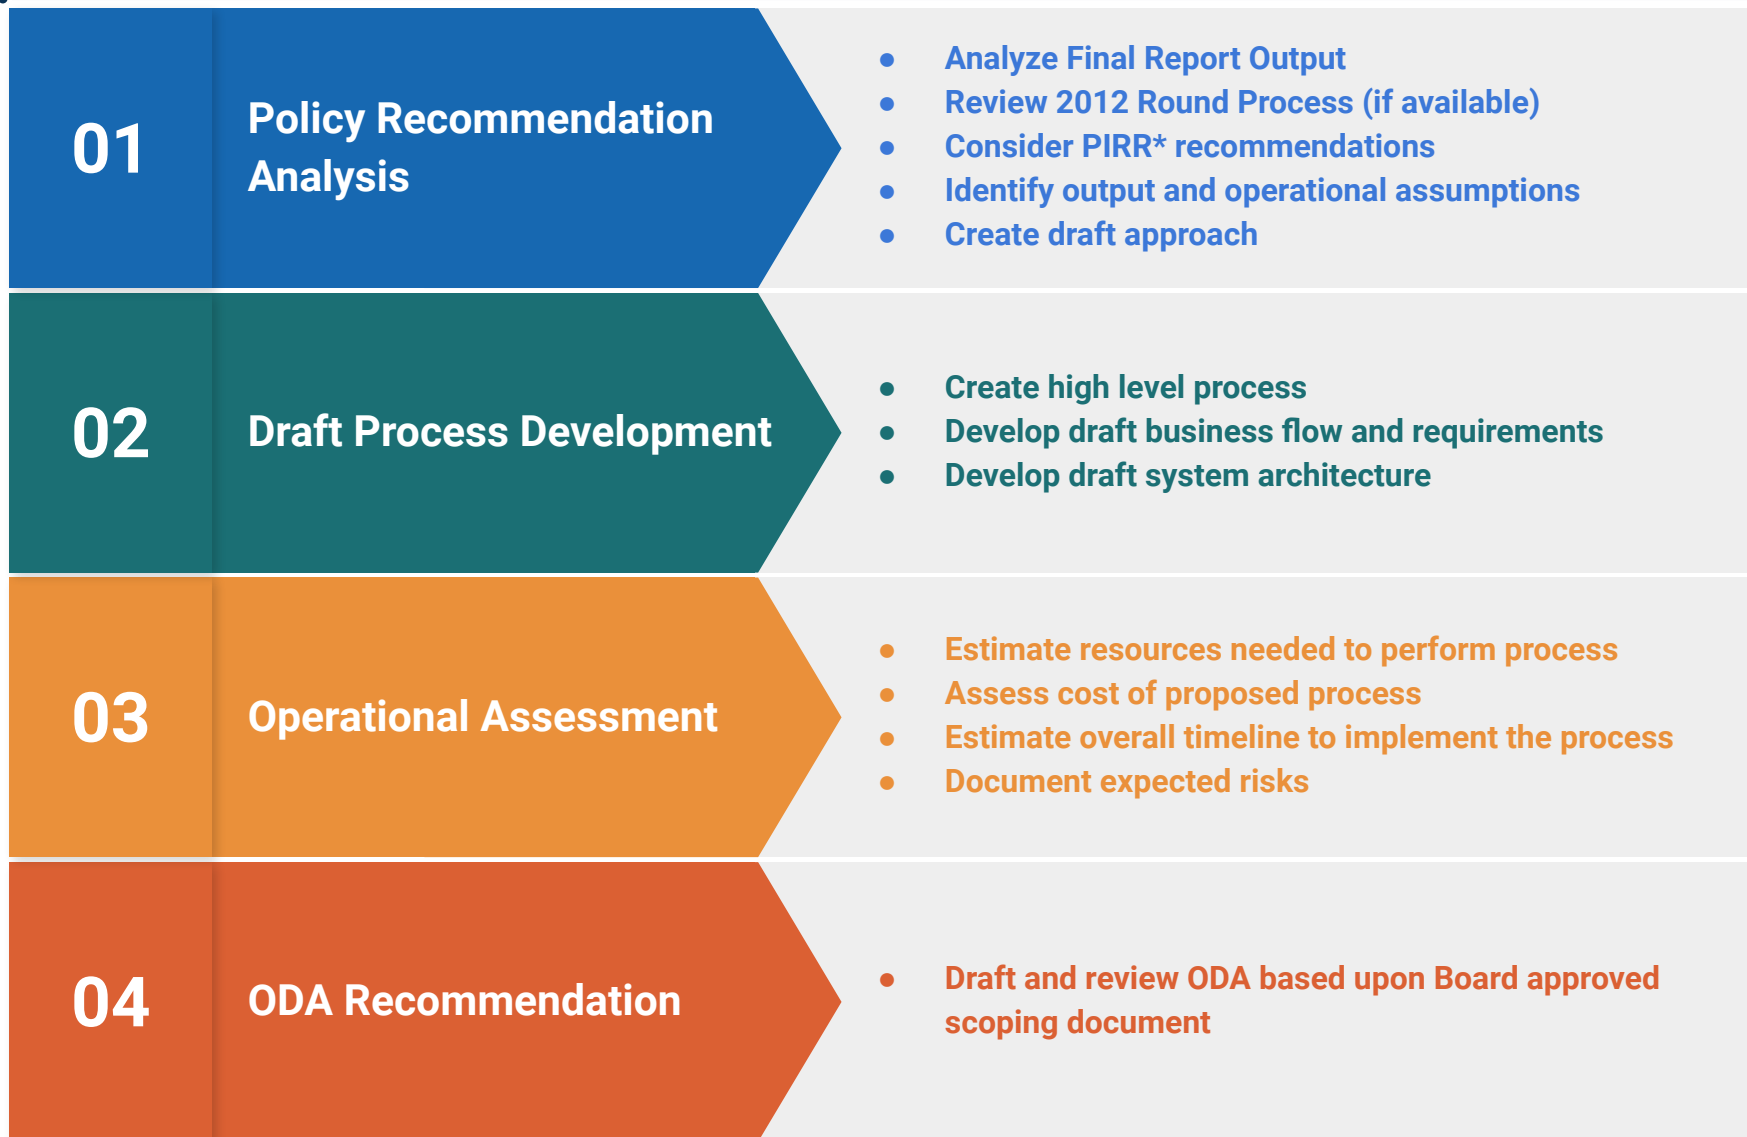 01
Policy Recommendation
Analysis
● Analyze Final Report Output
● Review 2012 Round Process (if available)
● Consider PIRR* recommendations
● Identify output and operational assumptions
● Create draft approach
02
Draft Process Development
● Create high level process
● Develop draft business flow and requirements
● Develop draft system architecture
03
Operational Assessment
● Estimate resources needed to perform process
● Assess cost of proposed process
● Estimate overall timeline to implement the process
● Document expected risks
04
ODA Recommendation
● Draft and review ODA based upon Board approved
scoping document